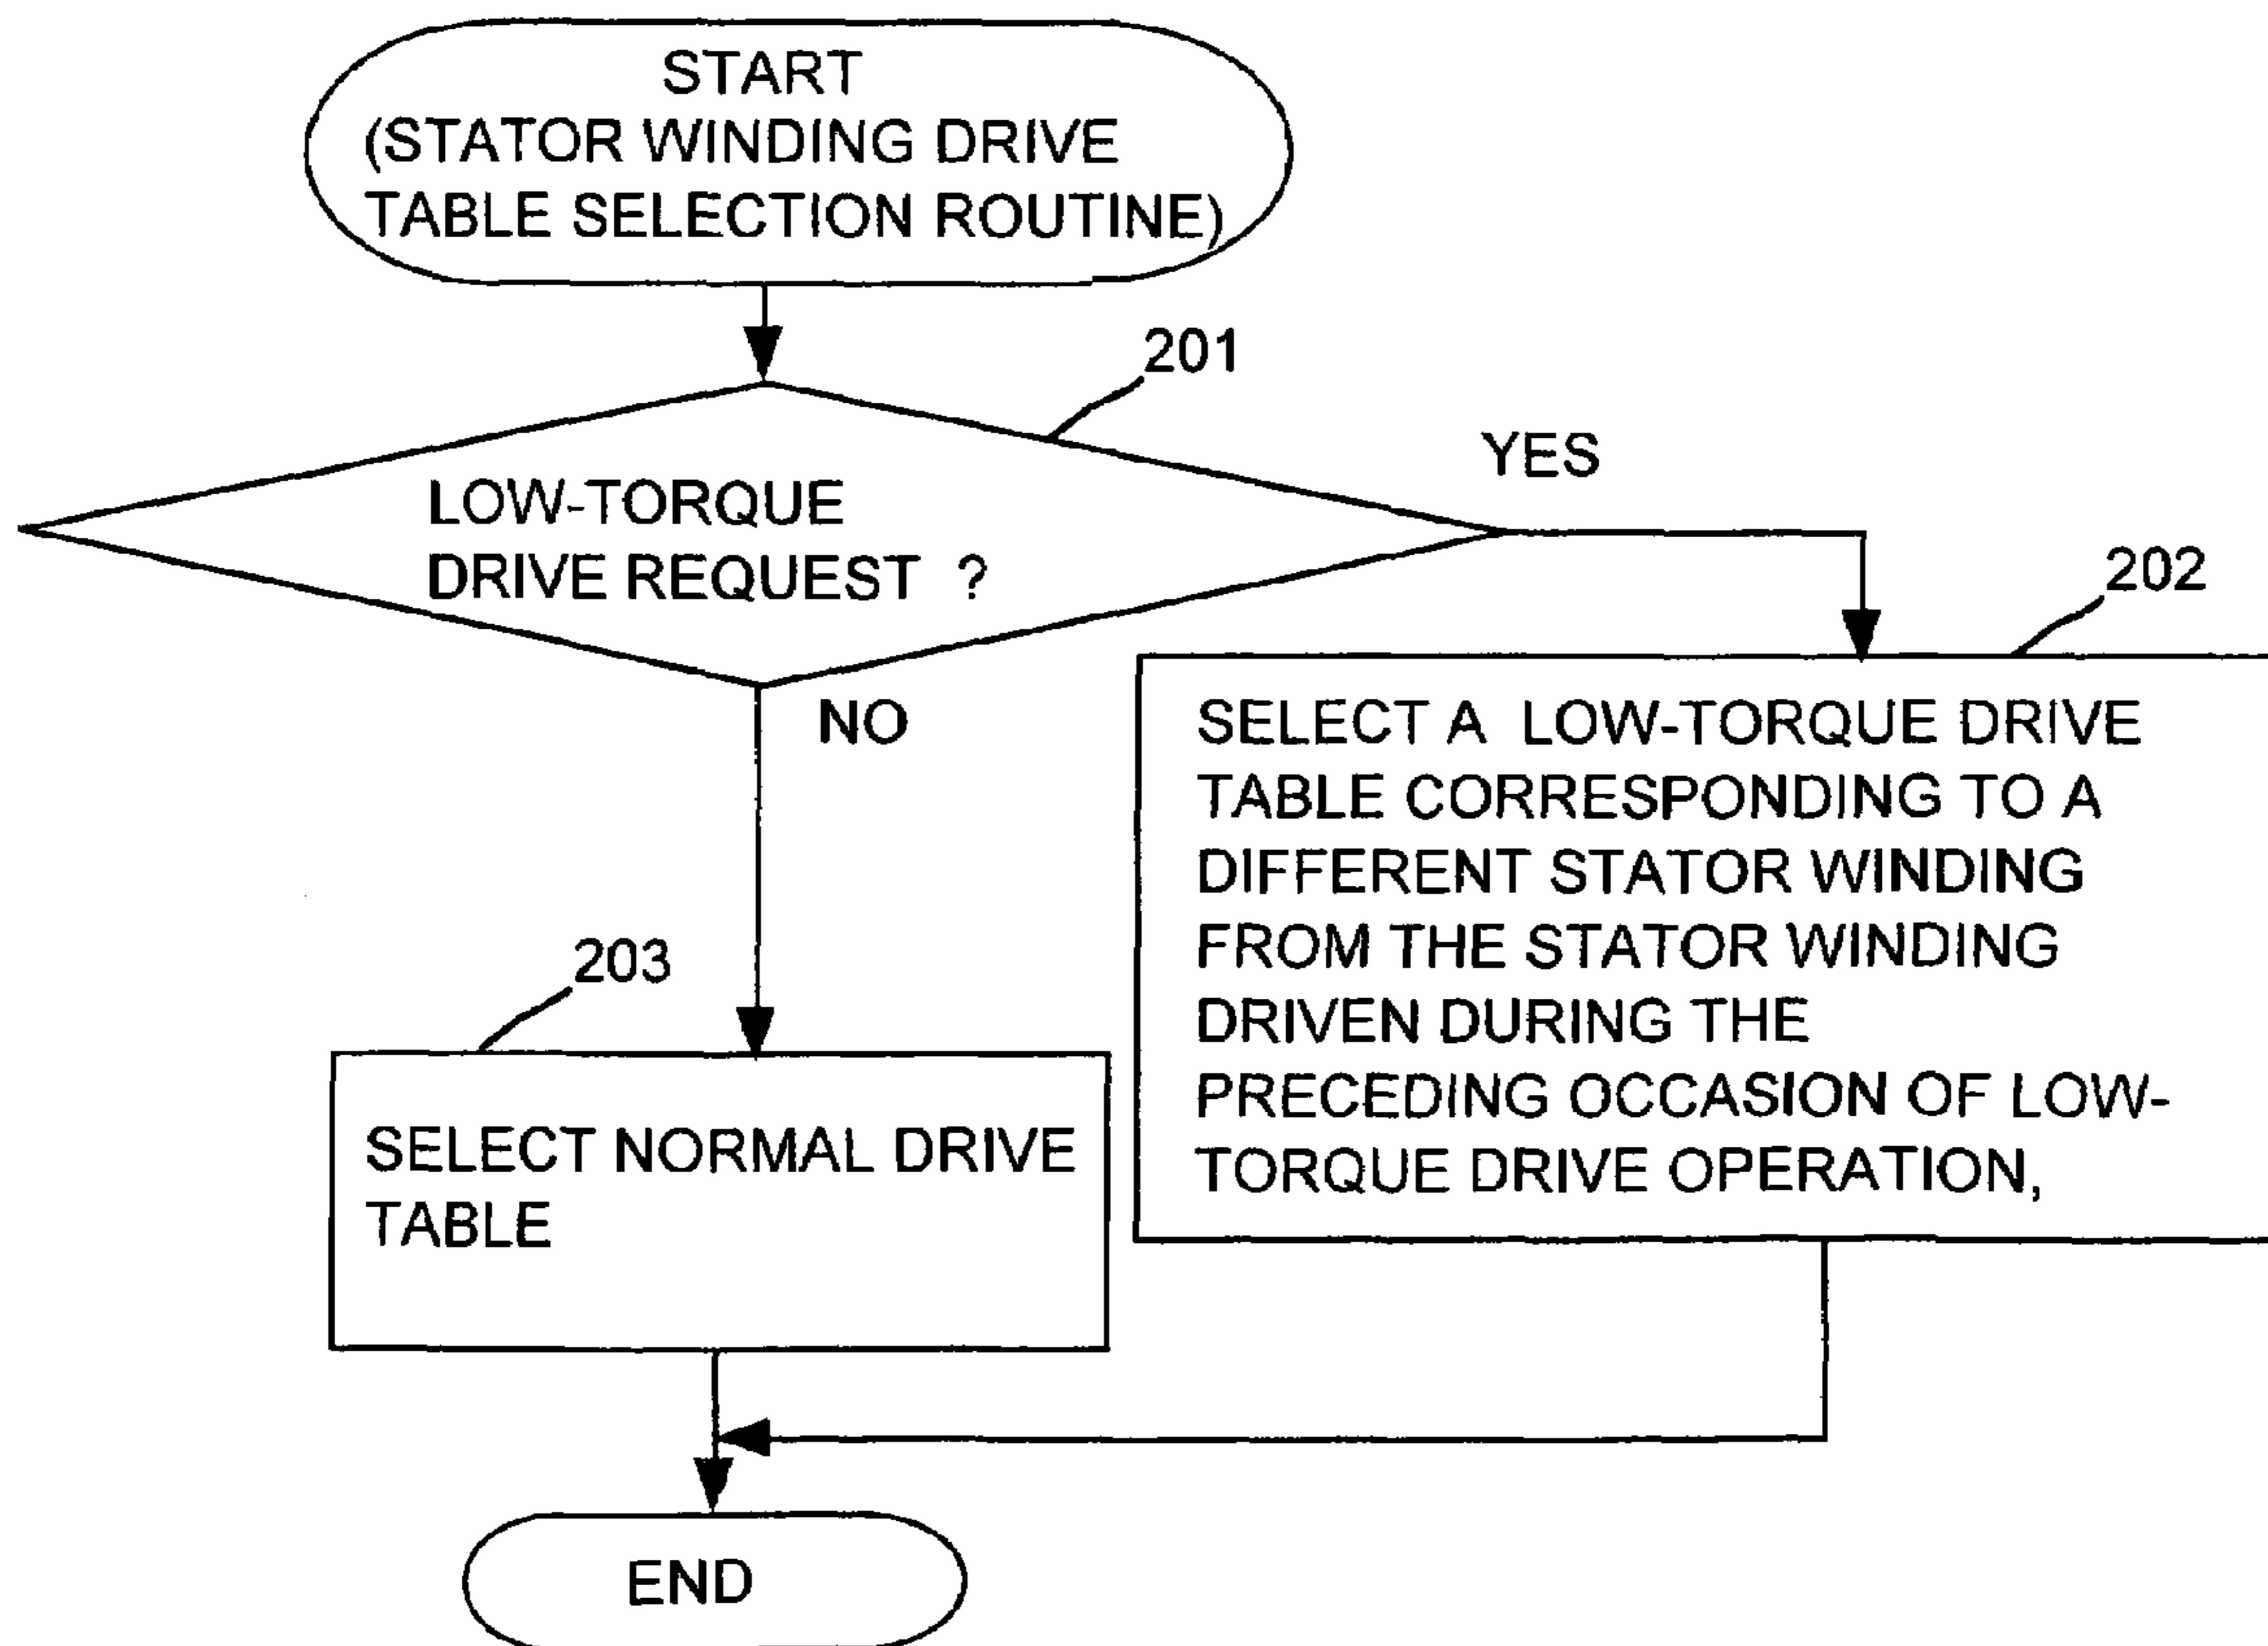 START
(STATOR WINDING DRIVE
TABLE SELECTION ROUTINE)
201
LOW-TORQUE
DRIVE REQUEST ?
YES
202
NO
SELECT A LOW-TORQUE DRIVE
TABLE CORRESPONDING TO A
DIFFERENT STATOR WINDING
FROM THE STATOR WINDING
DRIVEN DURING THE
PRECEDING OCCASION OF LOW-
TORQUE DRIVE OPERATION,
203
SELECT NORMAL DRIVE
TABLE
END